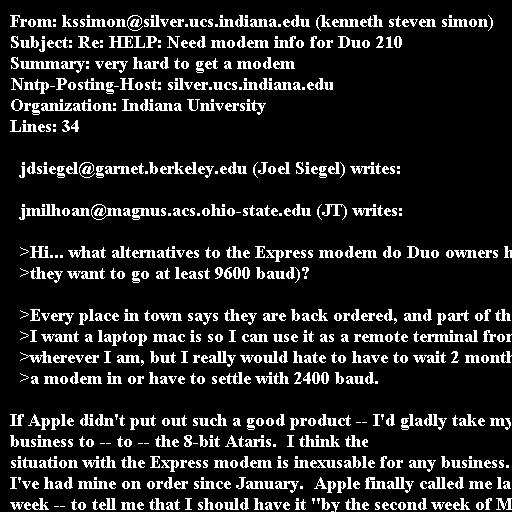 From: kssimon@silver.ucs.indiana.edu (kenneth steven simon)
Subject: Re: HELP: Need modem info for Duo 210
Summary: very hard to get a modem
Nntp-Posting-Host: silver.ucs.indiana.edu
Organization: Indiana University
Lines: 34
jdsiegel@garnet.berkeley.edu (Joel Siegel) writes:
jmilhoan@magnus.acs.ohio-state.edu (JT) writes:
>Hi... what alternatives to the Express modem do Duo owners
>they want to go at least 9600 baud)?
>Every place in town says they are back ordered, and part of
>I want a laptop mac is so I can use it as a remote terminal
>wherever I am, but I really would hate to have to wait 2
>a modem in or have to settle with 2400 baud.
If Apple didn't put out such a good product -- I'd gladly take my
business to -- to -- the 8-bit Ataris.  I think the
situation with the Express modem is inexusable for any business.
I've had mine on order since January.  Apple finally called me
week -- to tell me that I should have it "by the second week of